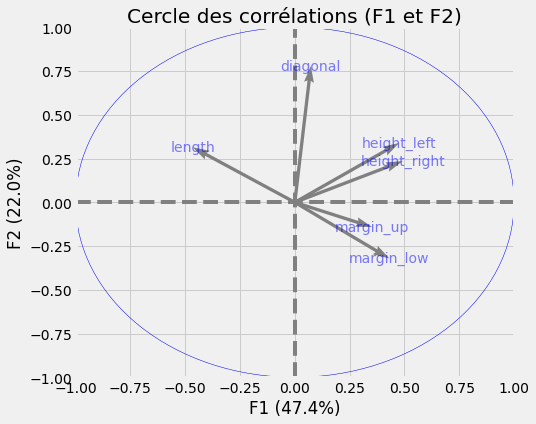 Cercle des corrélations (F1 et F2)
1.00
diagonal
0.75
0.50
height_left
length
height_right
0.25
0.00
margin_up
−0.25
margin_low
−0.50
−0.75
−1.00
−1.00 −0.75 −0.50 −0.25 0.00 0.25 0.50 0.75 1.00
F1 (47.4%)
F2 (22.0%)